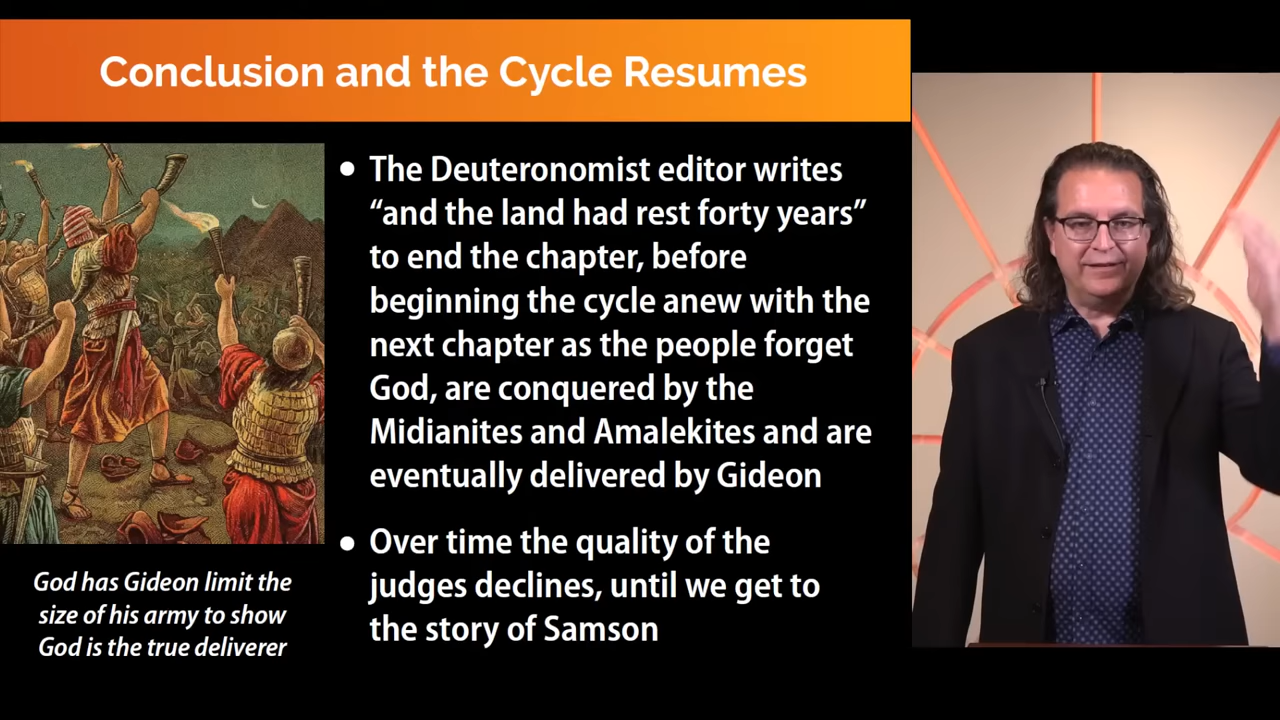 Conclusion and the Cycle Resumes
• The Deuteronomist editor writes
“and the land had rest forty years”
to end the chapter, before
beginning the cycle anew with the
next chapter as the people forget
God, are conquered by the
Midianites and Amalekites and are
eventually delivered by Gideon
• Over time the quality of the
judges declines, until we get to
the story of Samson
God has Gideon limit the
size of his army to show
God is the true deliverer